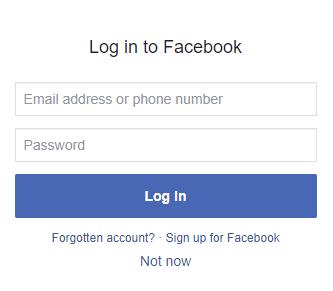 Log in to Facebook
Email address or phone number
Password
Log In
Forgotten account? · Sign up for Facebook
Not now